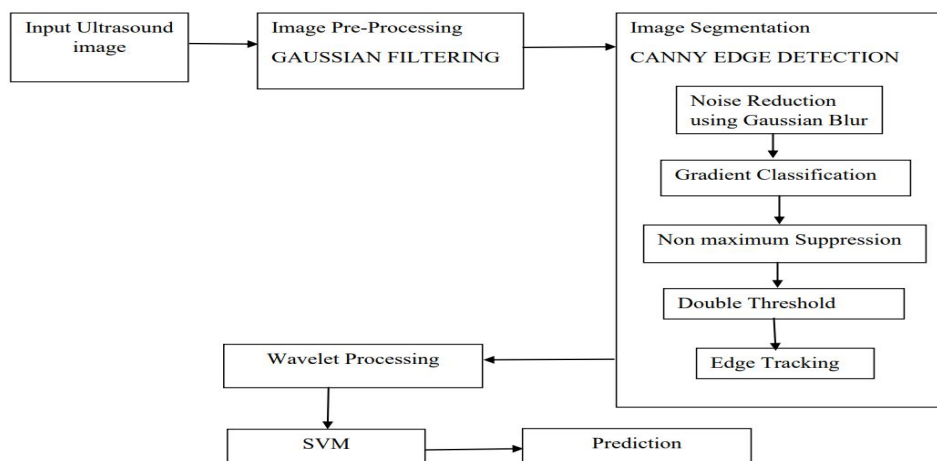 Input Ultrasound
image
Image Pre-Processing
GAUSSIAN FILTERING
Image Segmentation
CANNY EDGE DETECTION
Noise Reduction
using Gaussian Blur
Gradient Classification
Non maximum Suppression
Double Threshold
Edge Tracking
Wavelet Processing
SVM
Prediction